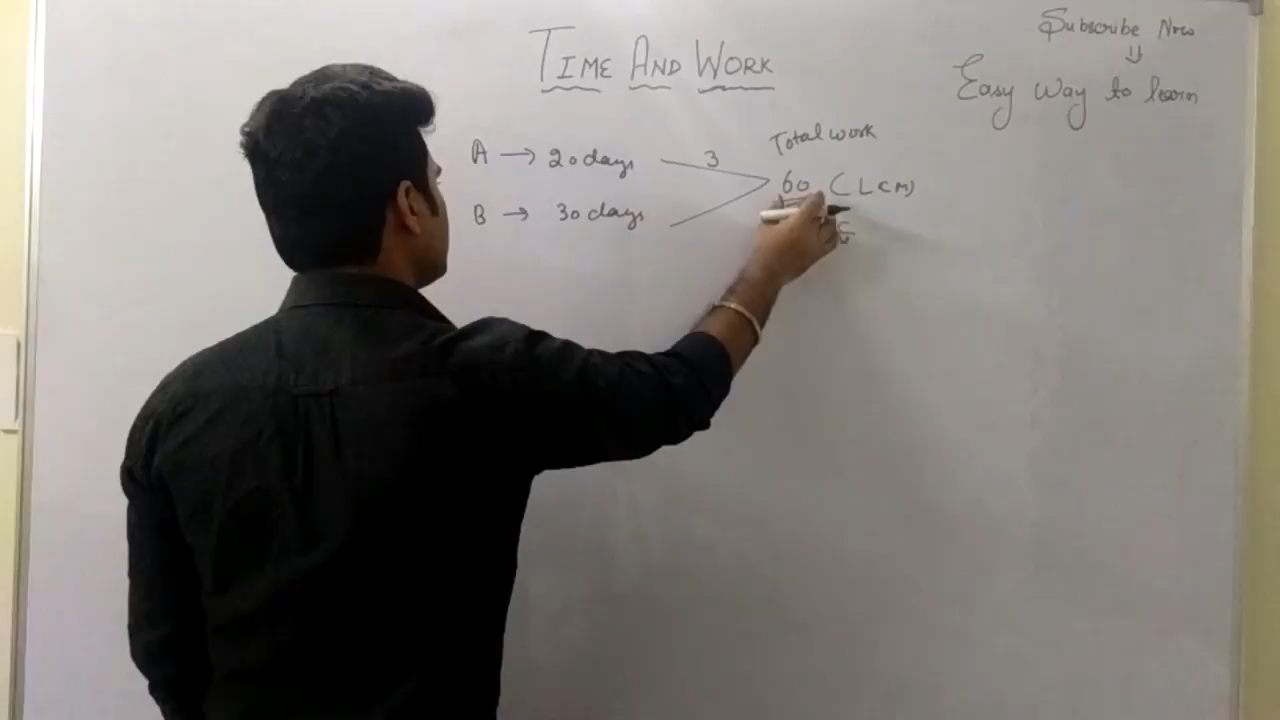 Subscribe Now
⇓
Easy Way to learn
TIME AND WORK
Total work
A → 20 days 3 60 (LCM)
B → 30 days